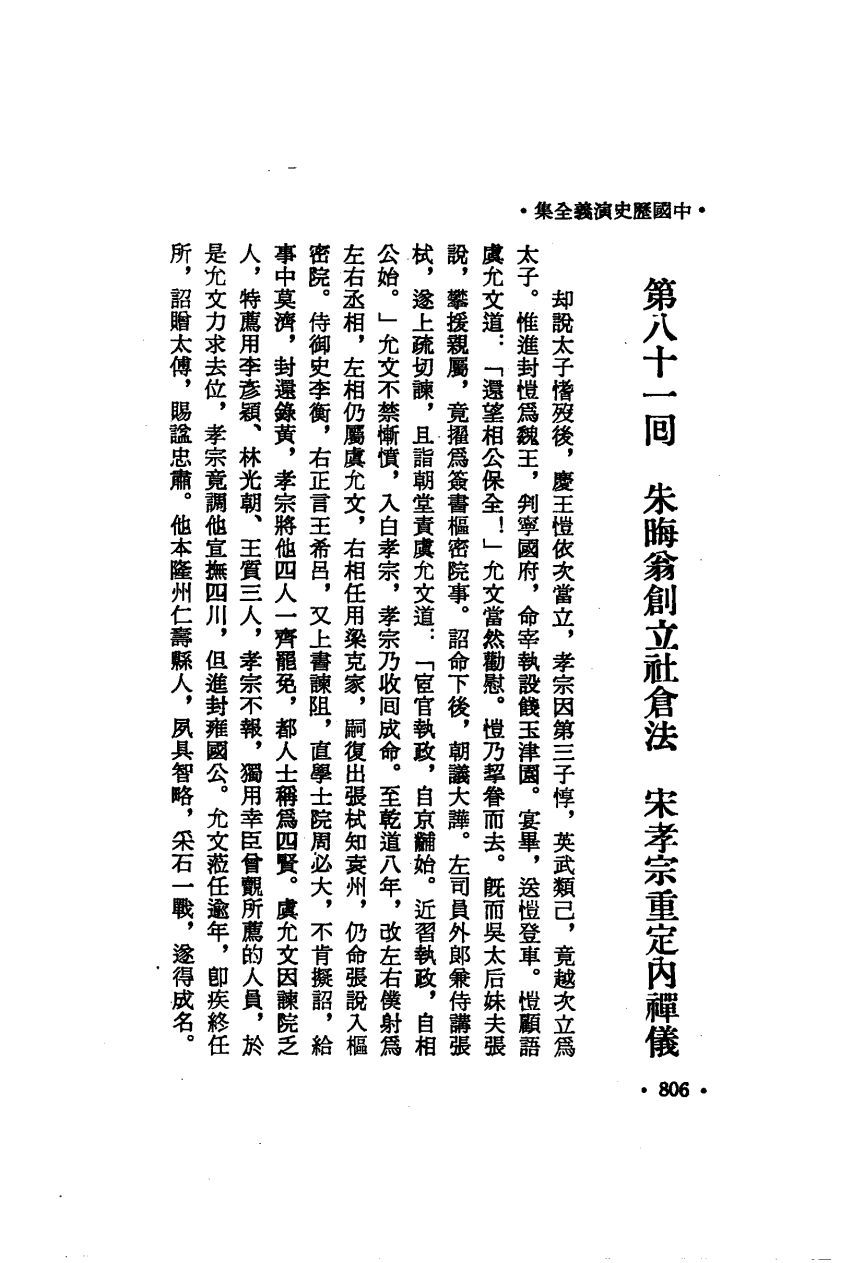 •中國歷史演義全集•
第八十一回　朱晦翁創立社倉法　宋孝宗重定內禪儀
却說太子愭歿後，慶王愷依次當立，孝宗因第三子惇，英武類己，竟越次立爲
太子。惟進封愷爲魏王，判寧國府，命宰執設餞玉津園。宴畢，送愷登車。愷顧語
虞允文道：「還望相公保全！」允文當然勸慰。愷乃挈眷而去。旣而吳太后妹夫張
說，攀援親屬，竟擢爲簽書樞密院事。詔命下後，朝議大譁。左司員外郞兼侍講張
栻，遂上疏切諫，且詣朝堂責虞允文道：「宦官執政，自京黼始。近習執政，自相
公始。」允文不禁慚憤，入白孝宗，孝宗乃收囘成命。至乾道八年，改左右僕射爲
左右丞相，左相仍屬虞允文，右相任用梁克家，嗣復出張栻知袁州，仍命張說入樞
密院。侍御史李衡，右正言王希呂，又上書諫阻，直學士院周必大，不肯擬詔，給
事中莫濟，封還錄黃，孝宗將他四人一齊罷免，都人士稱爲四賢。虞允文因諫院乏
人，特薦用李彥穎、林光朝、王質三人，孝宗不報，獨用幸臣曾覿所薦的人員，於
是允文力求去位，孝宗竟調他宣撫四川，但進封雍國公。允文蒞任逾年，卽疾終任
所，詔贈太傅，賜諡忠肅。他本隆州仁壽縣人，夙具智略，采石一戰，遂得成名。
•806•